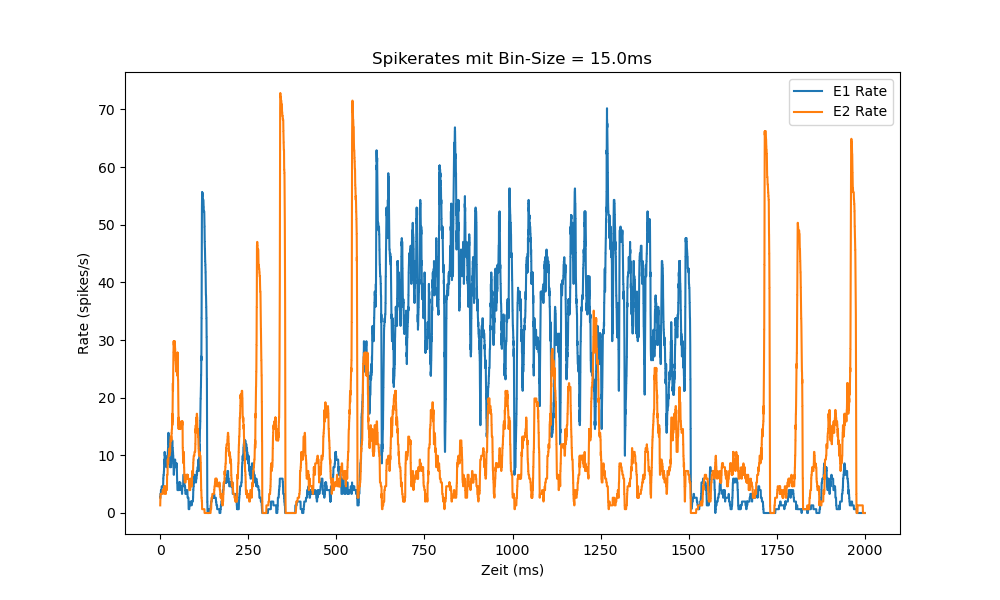 Spikerates mit Bin-Size = 15.0ms
E1 Rate
E2 Rate
Rate (spikes/s)
70
60
50
40
30
20
10
0
0 250 500 750 1000 1250 1500 1750 2000
Zeit (ms)